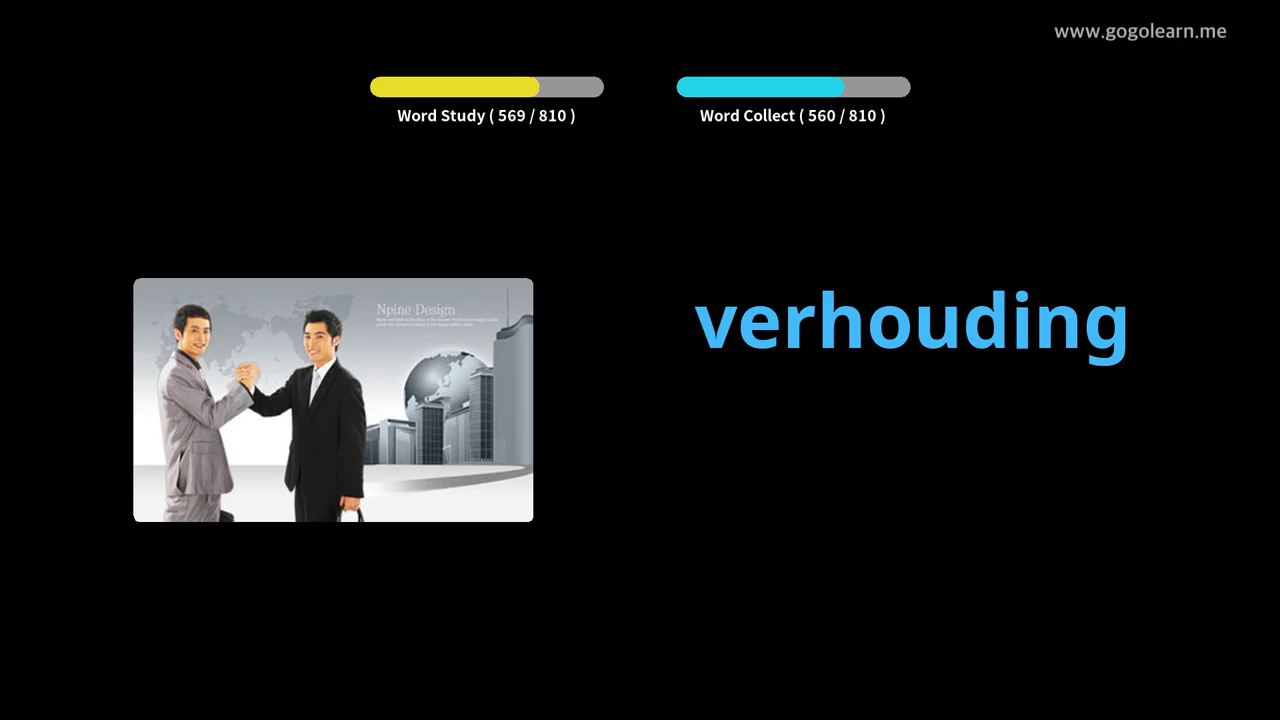 www.gogolearn.me
Word Study ( 569 / 810 )
Word Collect ( 560 / 810 )
Npine Design
verhouding